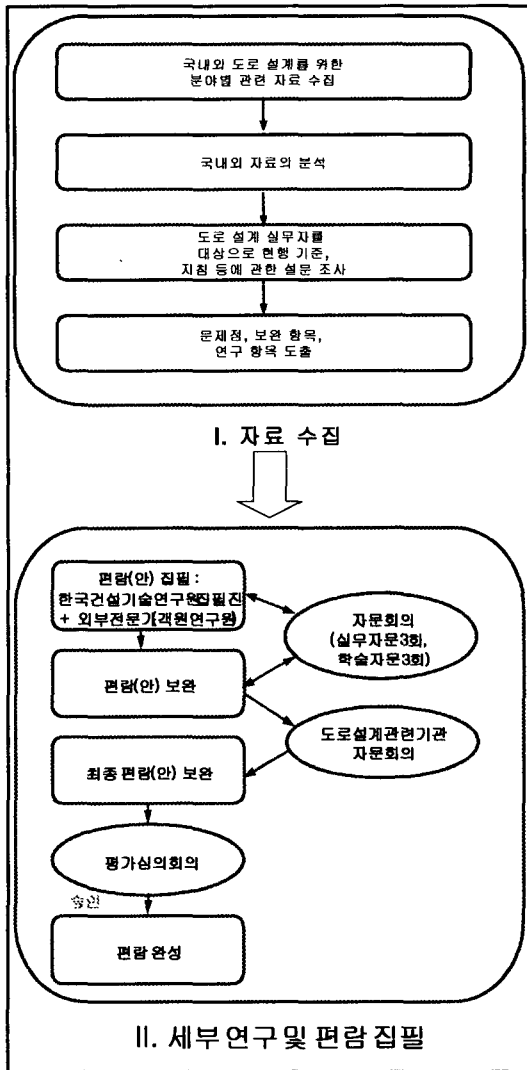 국내외 도로 설계를 위한
분야별 관련 자료 수집
국내외 자료의 분석
도로 설계 실무자를
대상으로 현행 기준,
지침 등에 관한 설문 조사
문제점, 보완 항목,
연구 항목 도출
I. 자료 수집
편람(안) 집필 :
한국건설기술연구원집필진
+ 외부전문가(객원연구원)
자문회의
(실무자문3회,
학술자문3회)
편람(안) 보완
도로설계관련기관
자문회의
최종편람(안) 보완
평가심의회의
승인
편람 완성
II. 세부연구및 편람 집필